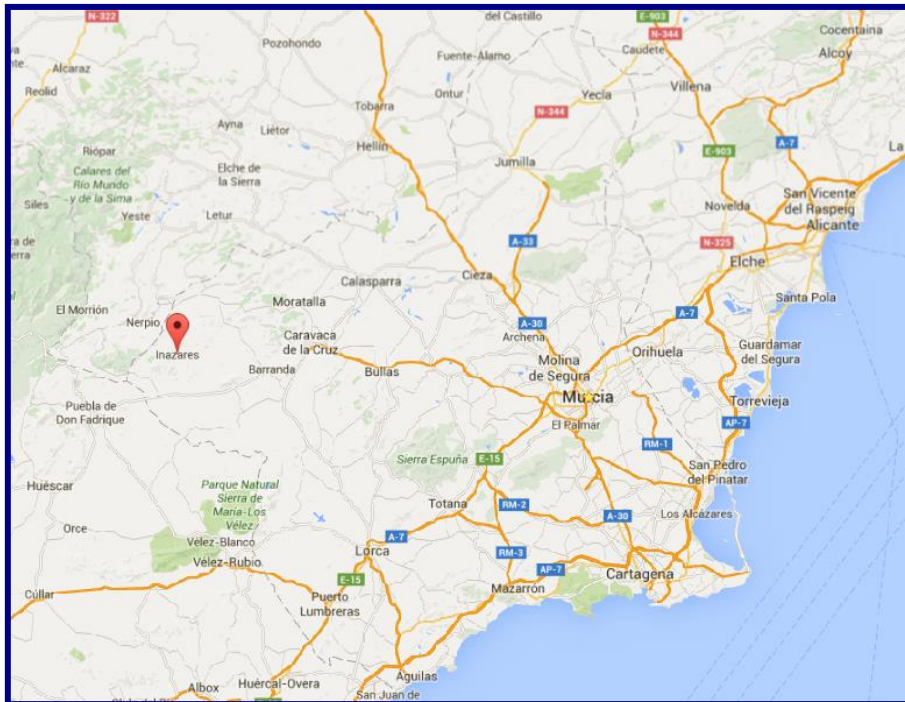 N-322
del Castillo
E-903
N-344
Cocentaina
Pozohondo
Fuente-Álamo
Caudete
Alcoy
Alcaraz
Reolid
Ontur
Yecla
Villena
Tobarra
N-344
Ayna
Liétor
Hellín
E-903
A-7
La
Riópar
Elche de
la Sierra
Jumilla
Calares del
Río Mundo
y de la Sima
Siles
Yeste
Letur
Novelda
San Vicente
del Raspeig
Alicante
A-33
N-325
Elche
Cieza
Calasparra
El Morrión
Moratalla
Santa Pola
Nerpio
A-30
A-7
Inazares
Caravaca
de la Cruz
Archena
Orihuela
Guardamar
del Segura
Barranda
Bullas
Molina
de Segura
Murcia
Torrevieja
Puebla de
Don Fadrique
El Palmar
AP-7
RM-1
Sierra Espuña
E-15
San Pedro
del Pinatar
Huéscar
Parque Natural
Sierra de
María-Los
Vélez
Totana
RM-2
A-30
Los Alcázares
Orce
Vélez-Blanco
A-7
Lorca
RM-3
Vélez-Rubio
E-15
AP-7
Cartagena
Mazarrón
Cúllar
Puerto
Lumbreras
Águilas
Albox
Huércal-Overa
San Juan de